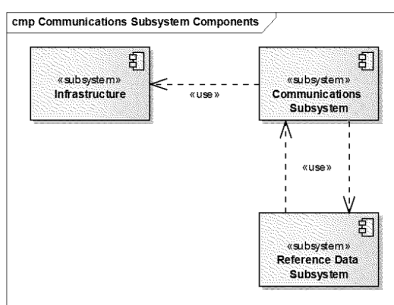 cmp Communications Subsystem Components
«subsystem»
Infrastructure
«use»
«subsystem»
Communications
Subsystem
«use»
«subsystem»
Reference Data
Subsystem